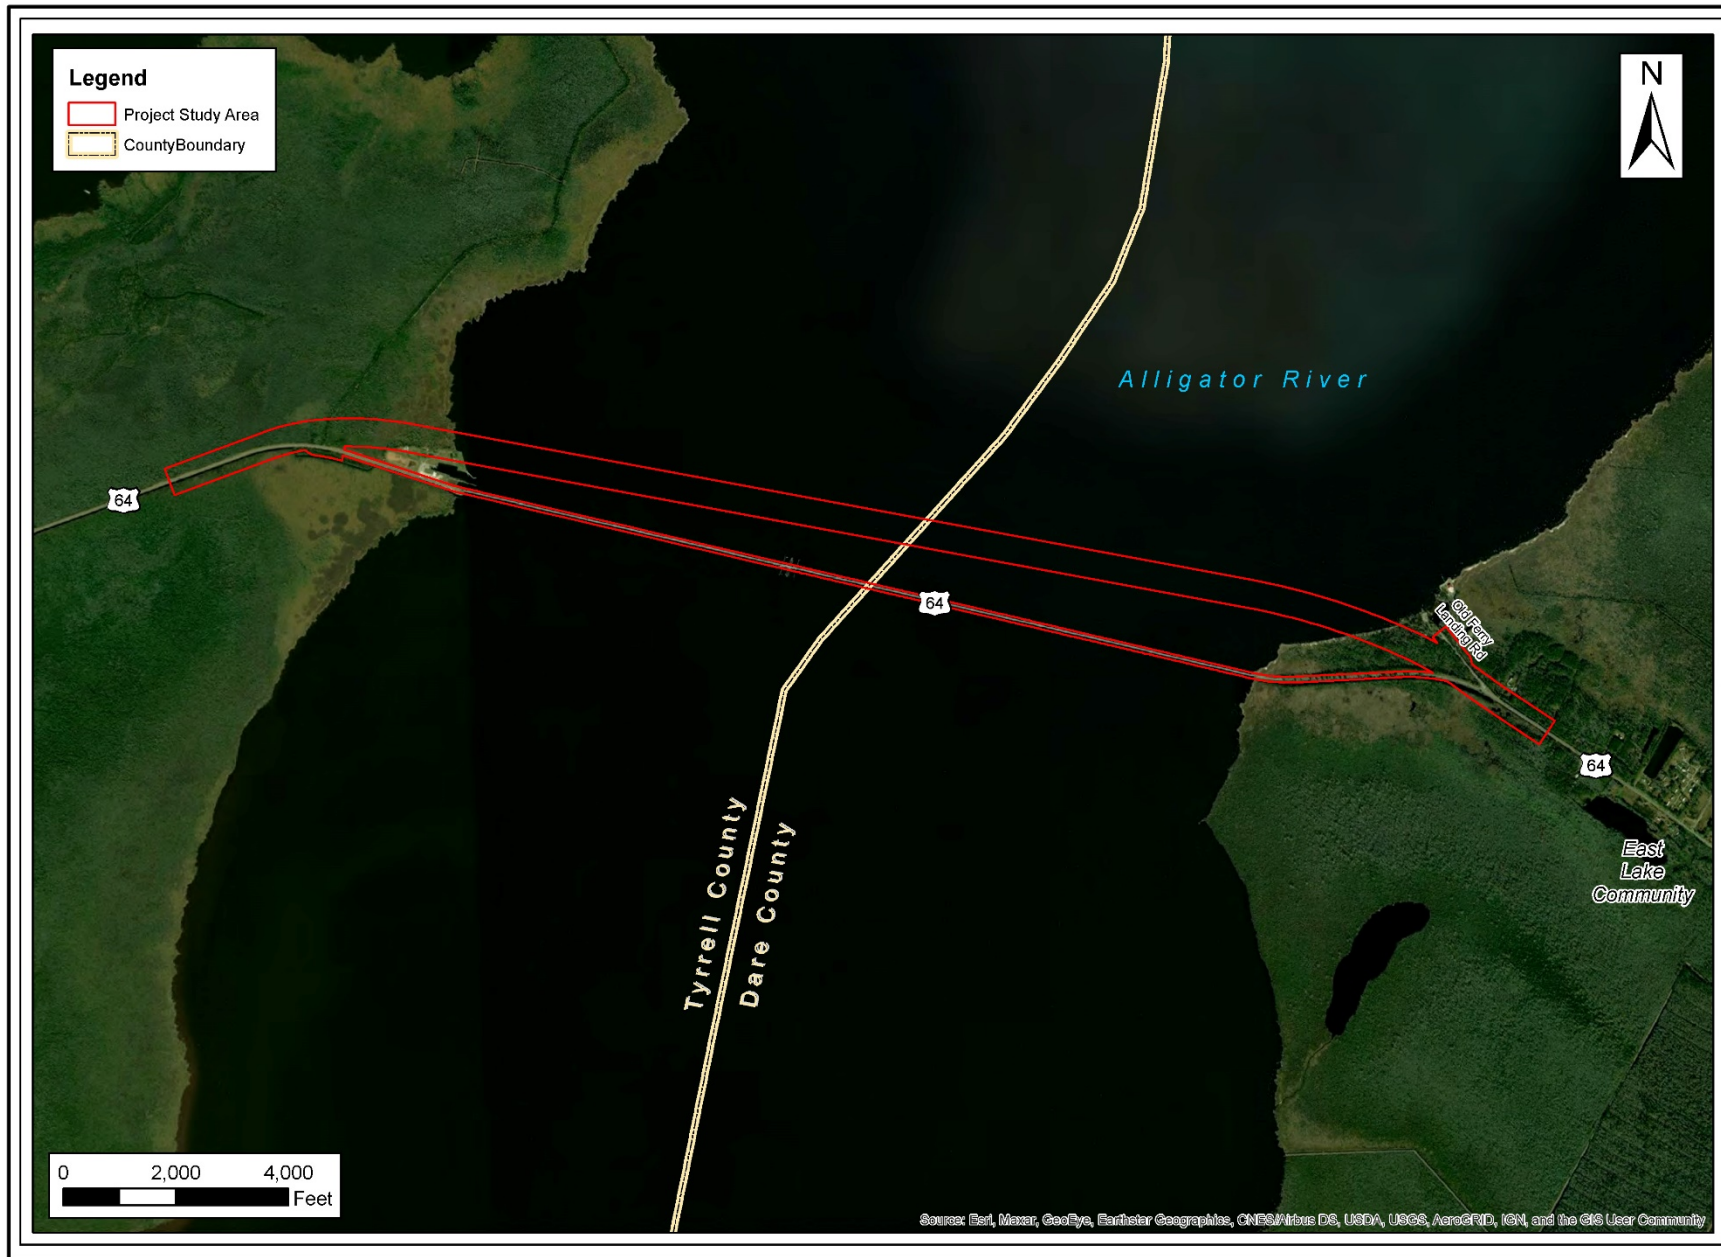 Legend
Project Study Area
CountyBoundary
N
Alligator River
64
64
Old Ferry
Landing Rd
64
East
Lake
Community
Tyrrell County
Dare County
0 2,000 4,000
Feet
Source: Esri, Maxar, GeoEye, Earthstar Geographics, CNES/Airbus DS, USDA, USGS, AeroGRID, IGN, and the GIS User Community